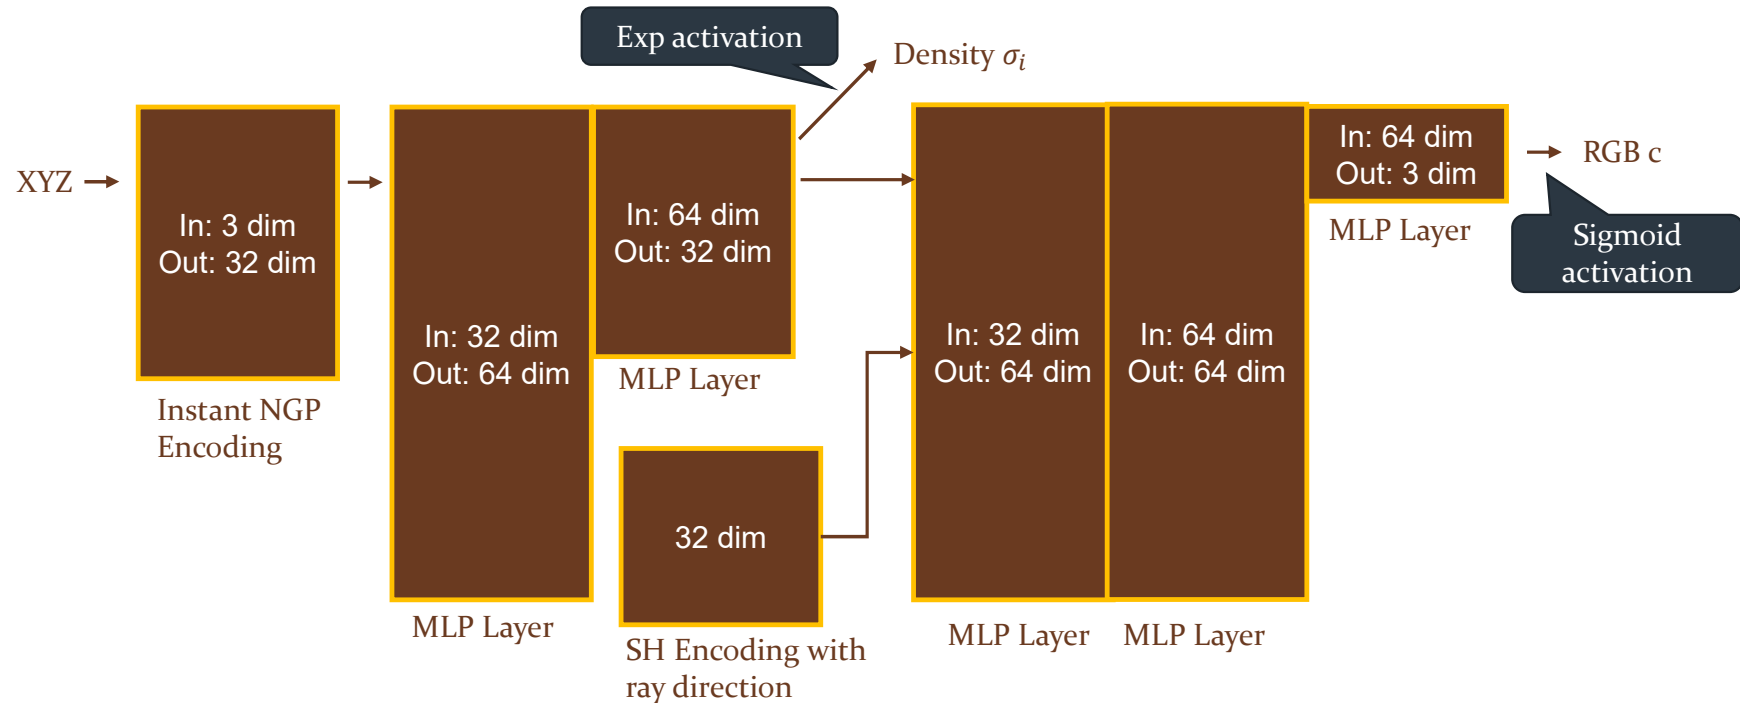 Exp activation
Density σᵢ
XYZ
In: 3 dim
Out: 32 dim
Instant NGP
Encoding
In: 32 dim
Out: 64 dim
MLP Layer
In: 64 dim
Out: 32 dim
MLP Layer
32 dim
SH Encoding with
ray direction
In: 32 dim
Out: 64 dim
MLP Layer
In: 64 dim
Out: 64 dim
MLP Layer
In: 64 dim
Out: 3 dim
MLP Layer
RGB c
Sigmoid
activation